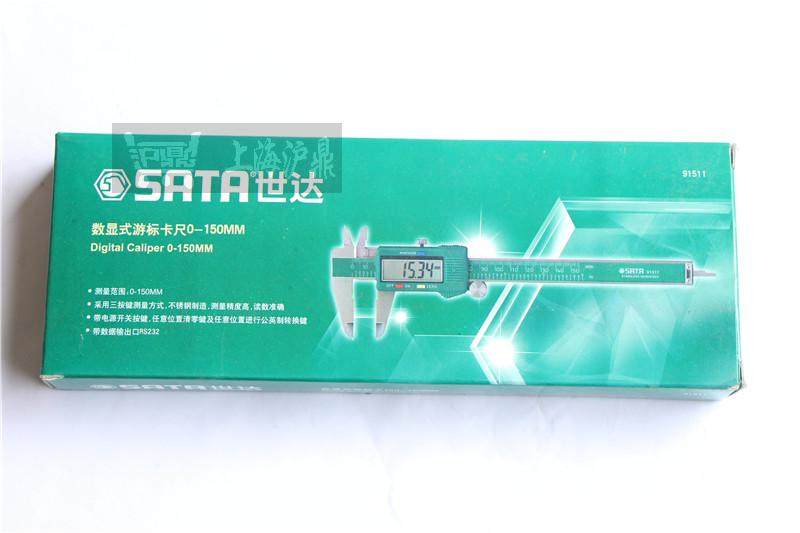 沪鼎 上海沪鼎
SATA世达
91511
数显式游标卡尺0-150MM
Digital Caliper 0-150MM
• 测量范围:0-150MM
• 采用三按键测量方式,不锈钢制造,测量精度高,读数准确
• 带电源开关按键,任意位置清零键及任意位置进行公英制转换键
• 带数据输出口RS232
15.34
OFF ON ZERO
SATA 91511
SATA世达
91511